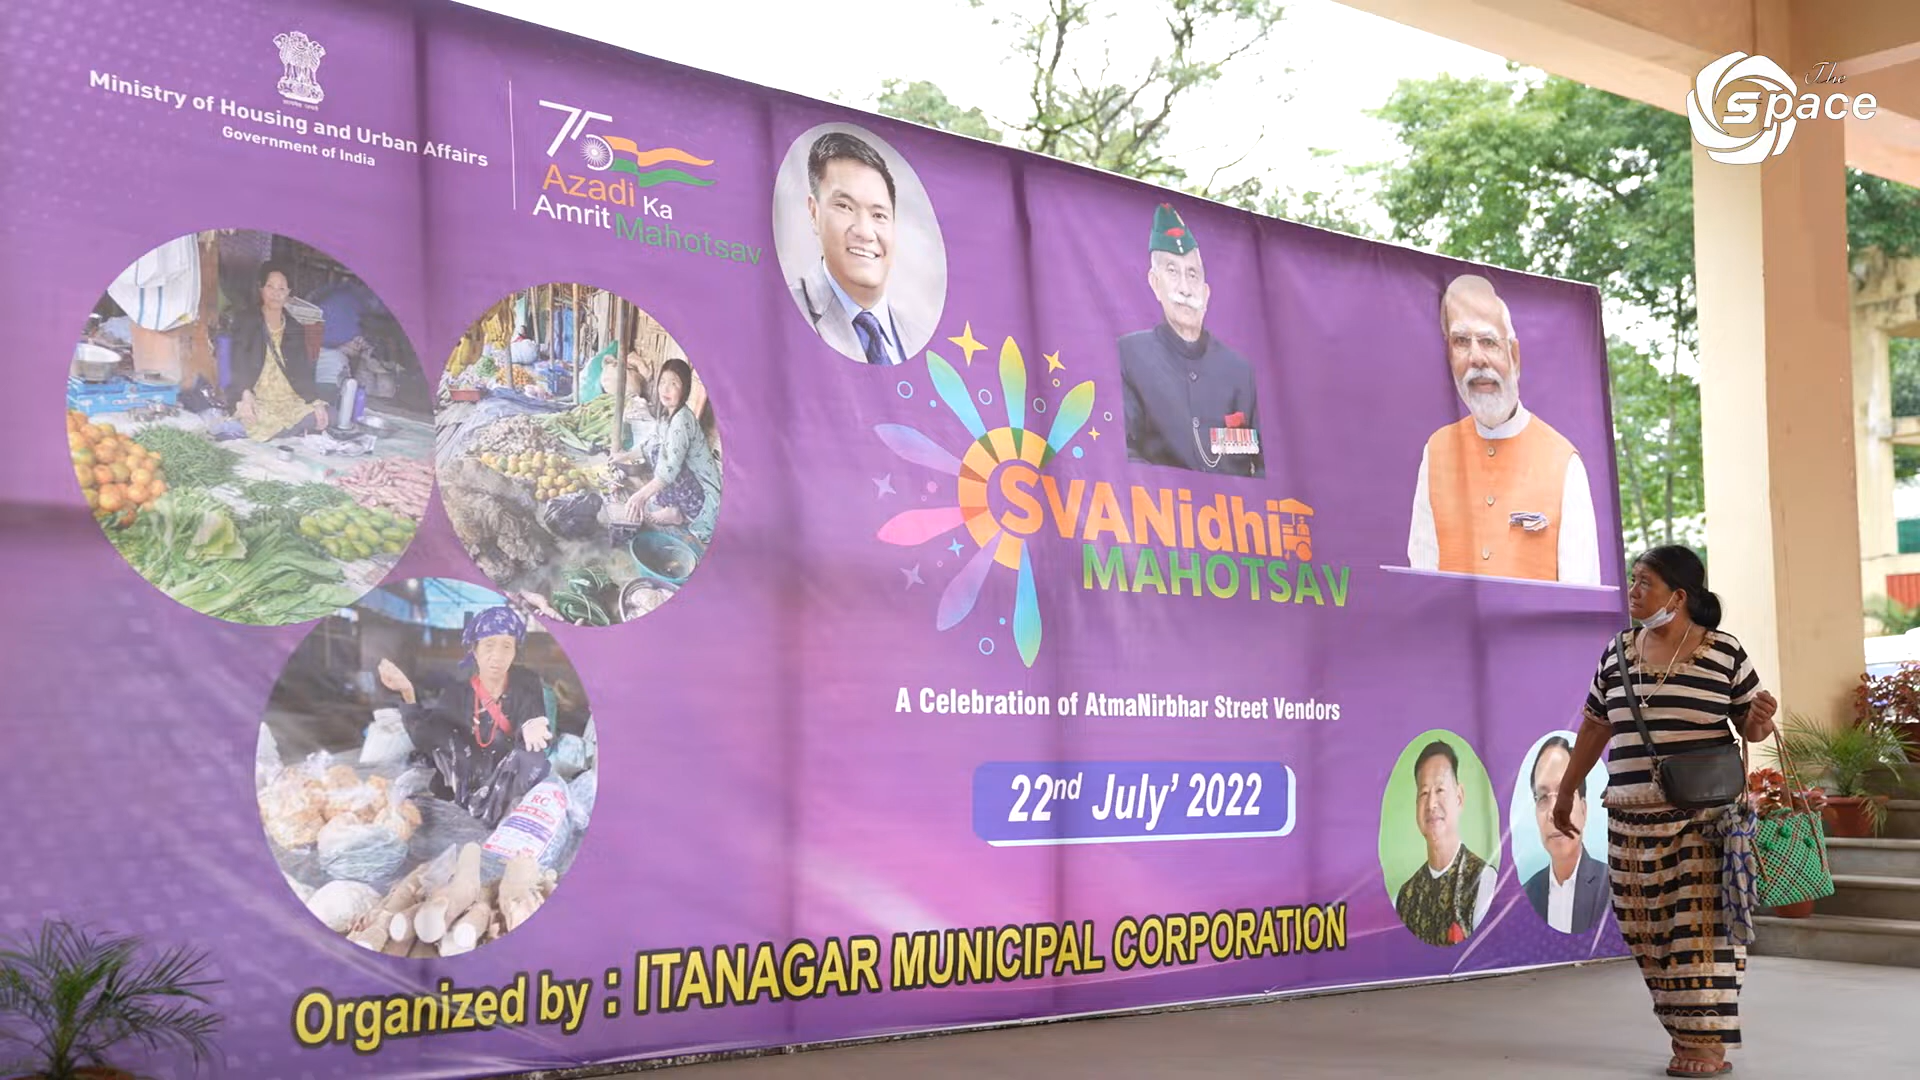 Ministry of Housing and Urban Affairs
Government of India
75
Azadi Ka
Amrit Mahotsav
The
Space
SVANidhi
MAHOTSAV
A Celebration of AtmaNirbhar Street Vendors
22nd July' 2022
RC
Organized by : ITANAGAR MUNICIPAL CORPORATION